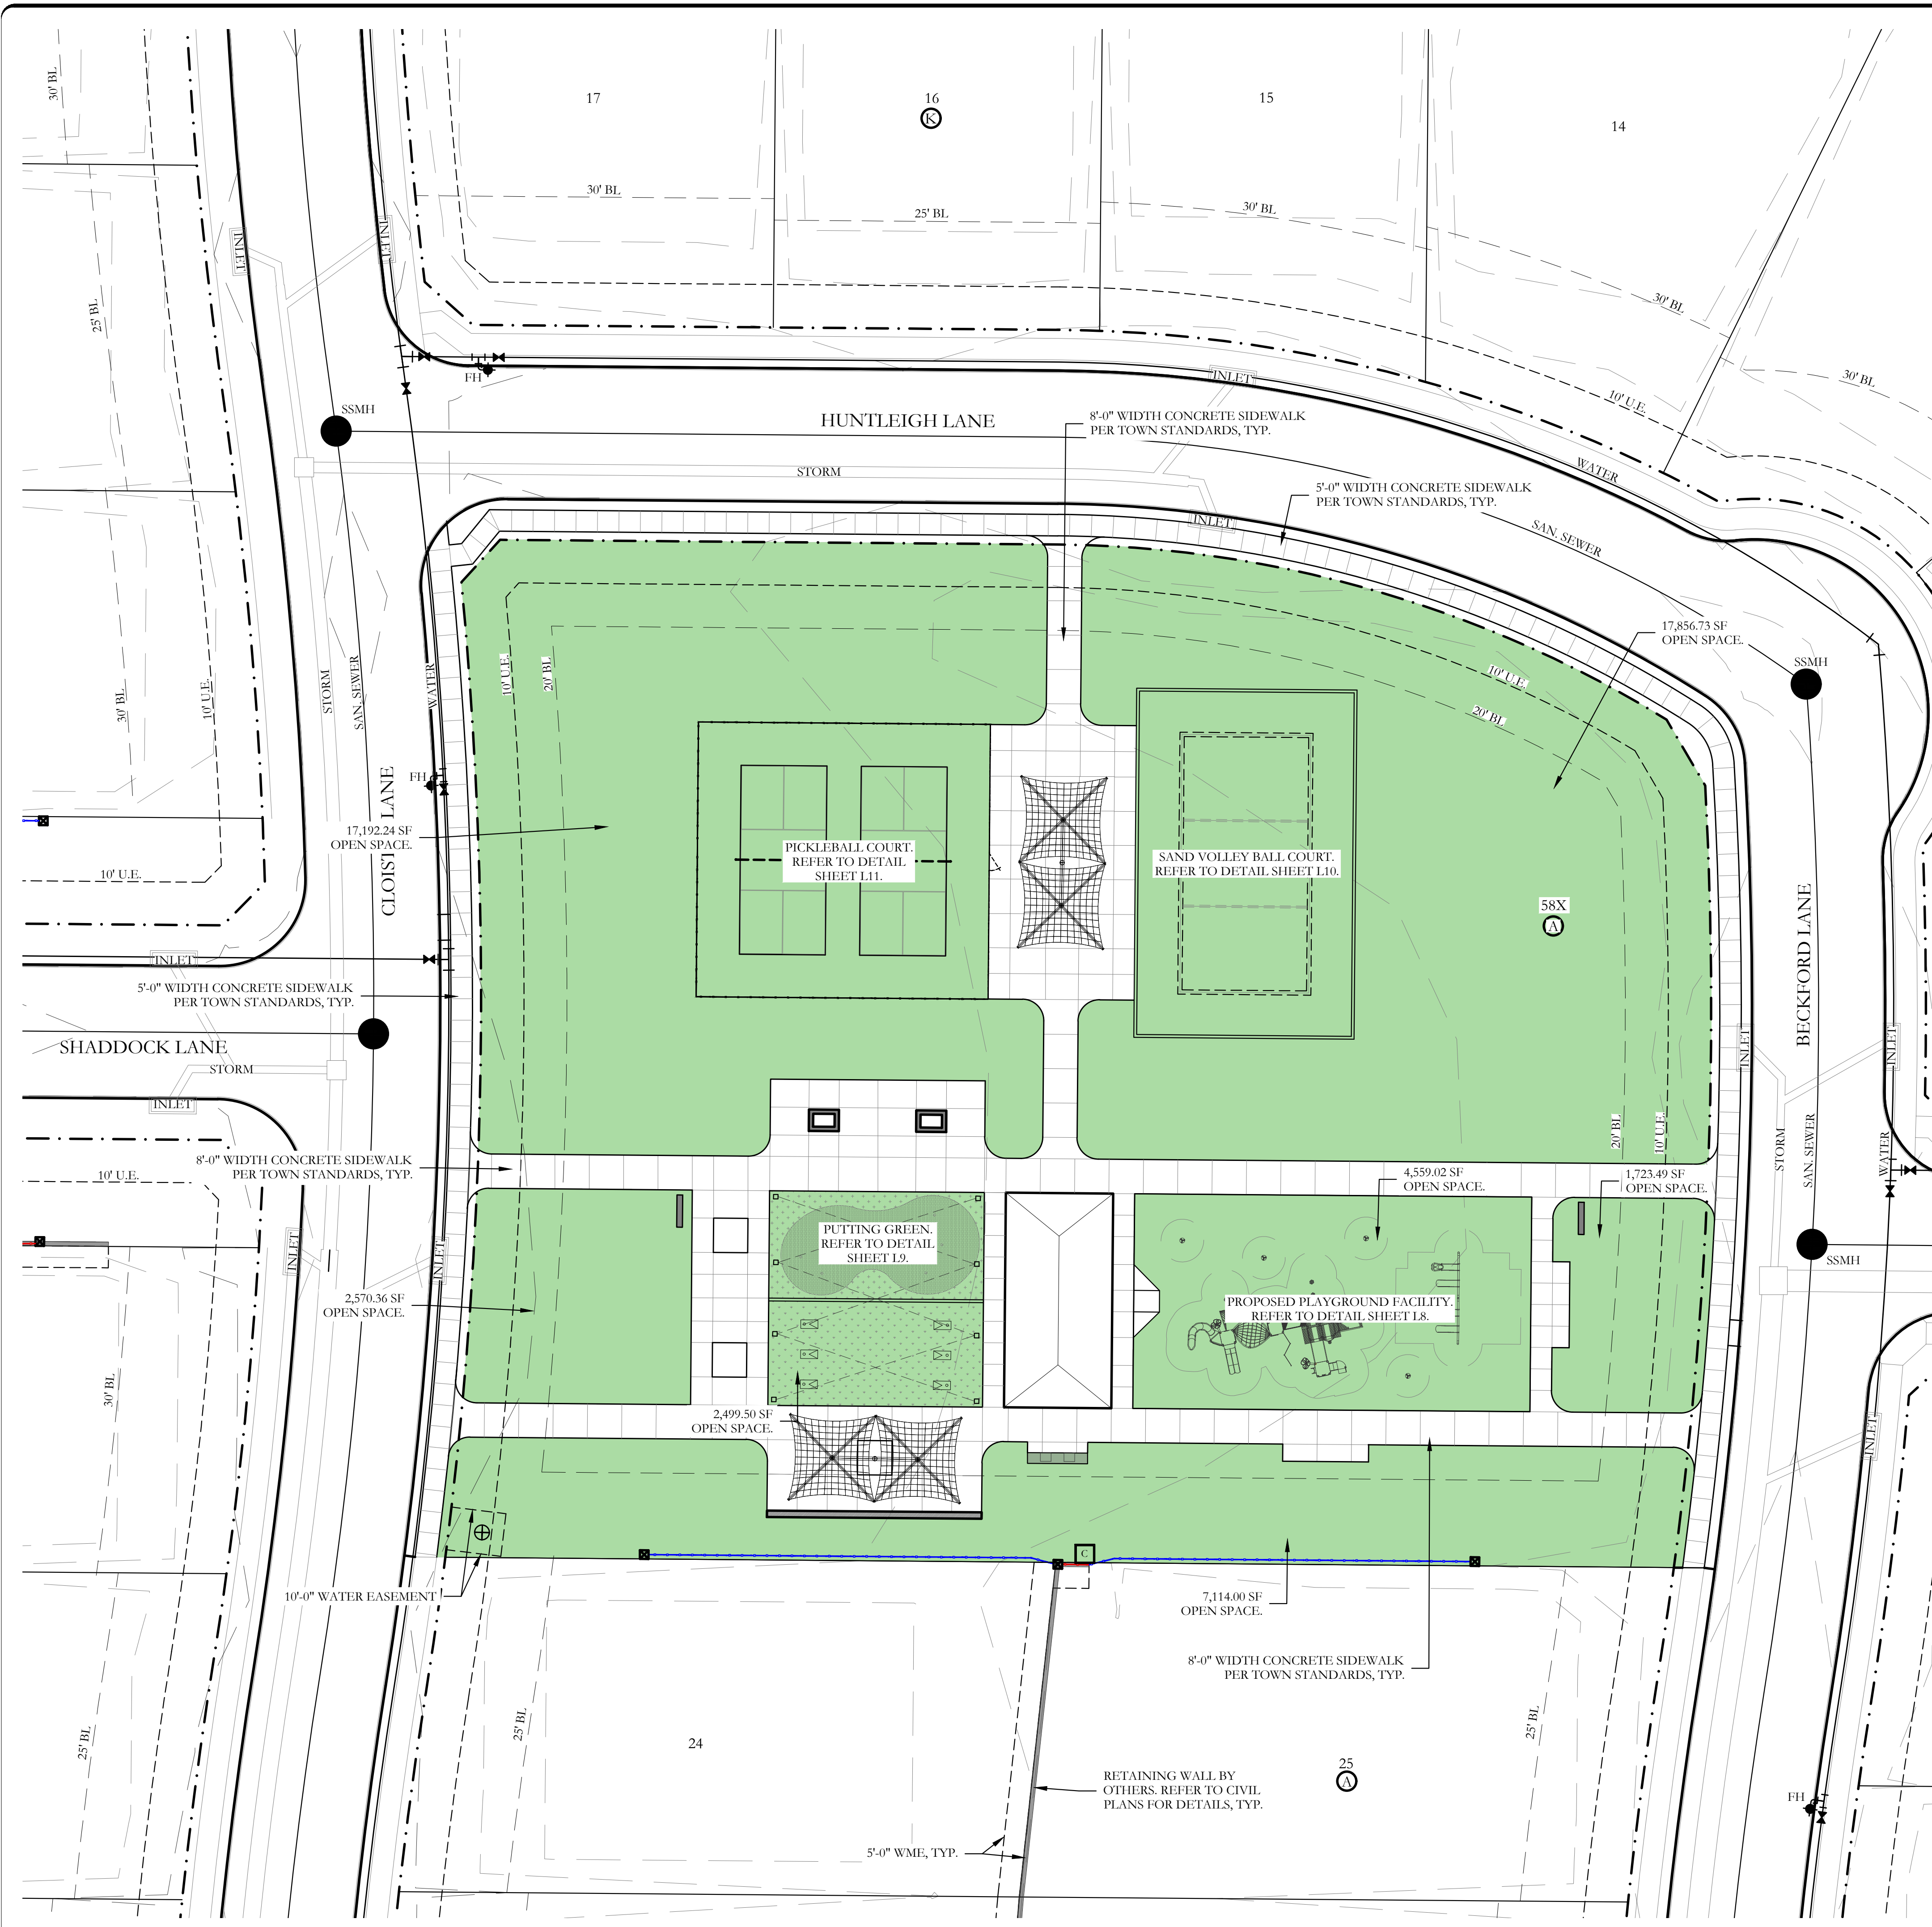 17
16
K
15
14
30' BL
30' BL
25' BL
30' BL
30' BL
30' BL
10' U.E.
25' BL
30' BL
10' U.E.
INLET
INLET
FH
SSMH
INLET
HUNTLEIGH LANE
STORM
8'-0" WIDTH CONCRETE SIDEWALK
PER TOWN STANDARDS, TYP.
WATER
5'-0" WIDTH CONCRETE SIDEWALK
PER TOWN STANDARDS, TYP.
INLET
SAN. SEWER
17,856.73 SF
OPEN SPACE.
SSMH
STORM
SAN. SEWER
WATER
10' U.E.
20' BL
10' U.E.
20' BL
FH
CLOIST LANE
17,192.24 SF
OPEN SPACE.
PICKLEBALL COURT.
REFER TO DETAIL
SHEET L11.
SAND VOLLEY BALL COURT.
REFER TO DETAIL SHEET L10.
58X
A
BECKFORD LANE
10' U.E.
INLET
5'-0" WIDTH CONCRETE SIDEWALK
PER TOWN STANDARDS, TYP.
SHADDOCK LANE
STORM
INLET
INLET
INLET
20' BL
10' U.E.
STORM
SAN. SEWER
WATER
8'-0" WIDTH CONCRETE SIDEWALK
PER TOWN STANDARDS, TYP.
10' U.E.
4,559.02 SF
OPEN SPACE.
1,723.49 SF
OPEN SPACE.
PUTTING GREEN.
REFER TO DETAIL
SHEET L9.
INLET
INLET
SSMH
2,570.36 SF
OPEN SPACE.
PROPOSED PLAYGROUND FACILITY.
REFER TO DETAIL SHEET L8.
30' BL
2,499.50 SF
OPEN SPACE.
INLET
C
10'-0" WATER EASEMENT
7,114.00 SF
OPEN SPACE.
8'-0" WIDTH CONCRETE SIDEWALK
PER TOWN STANDARDS, TYP.
25' BL
25' BL
25' BL
24
25
A
RETAINING WALL BY
OTHERS. REFER TO CIVIL
PLANS FOR DETAILS, TYP.
FH
5'-0" WME, TYP.